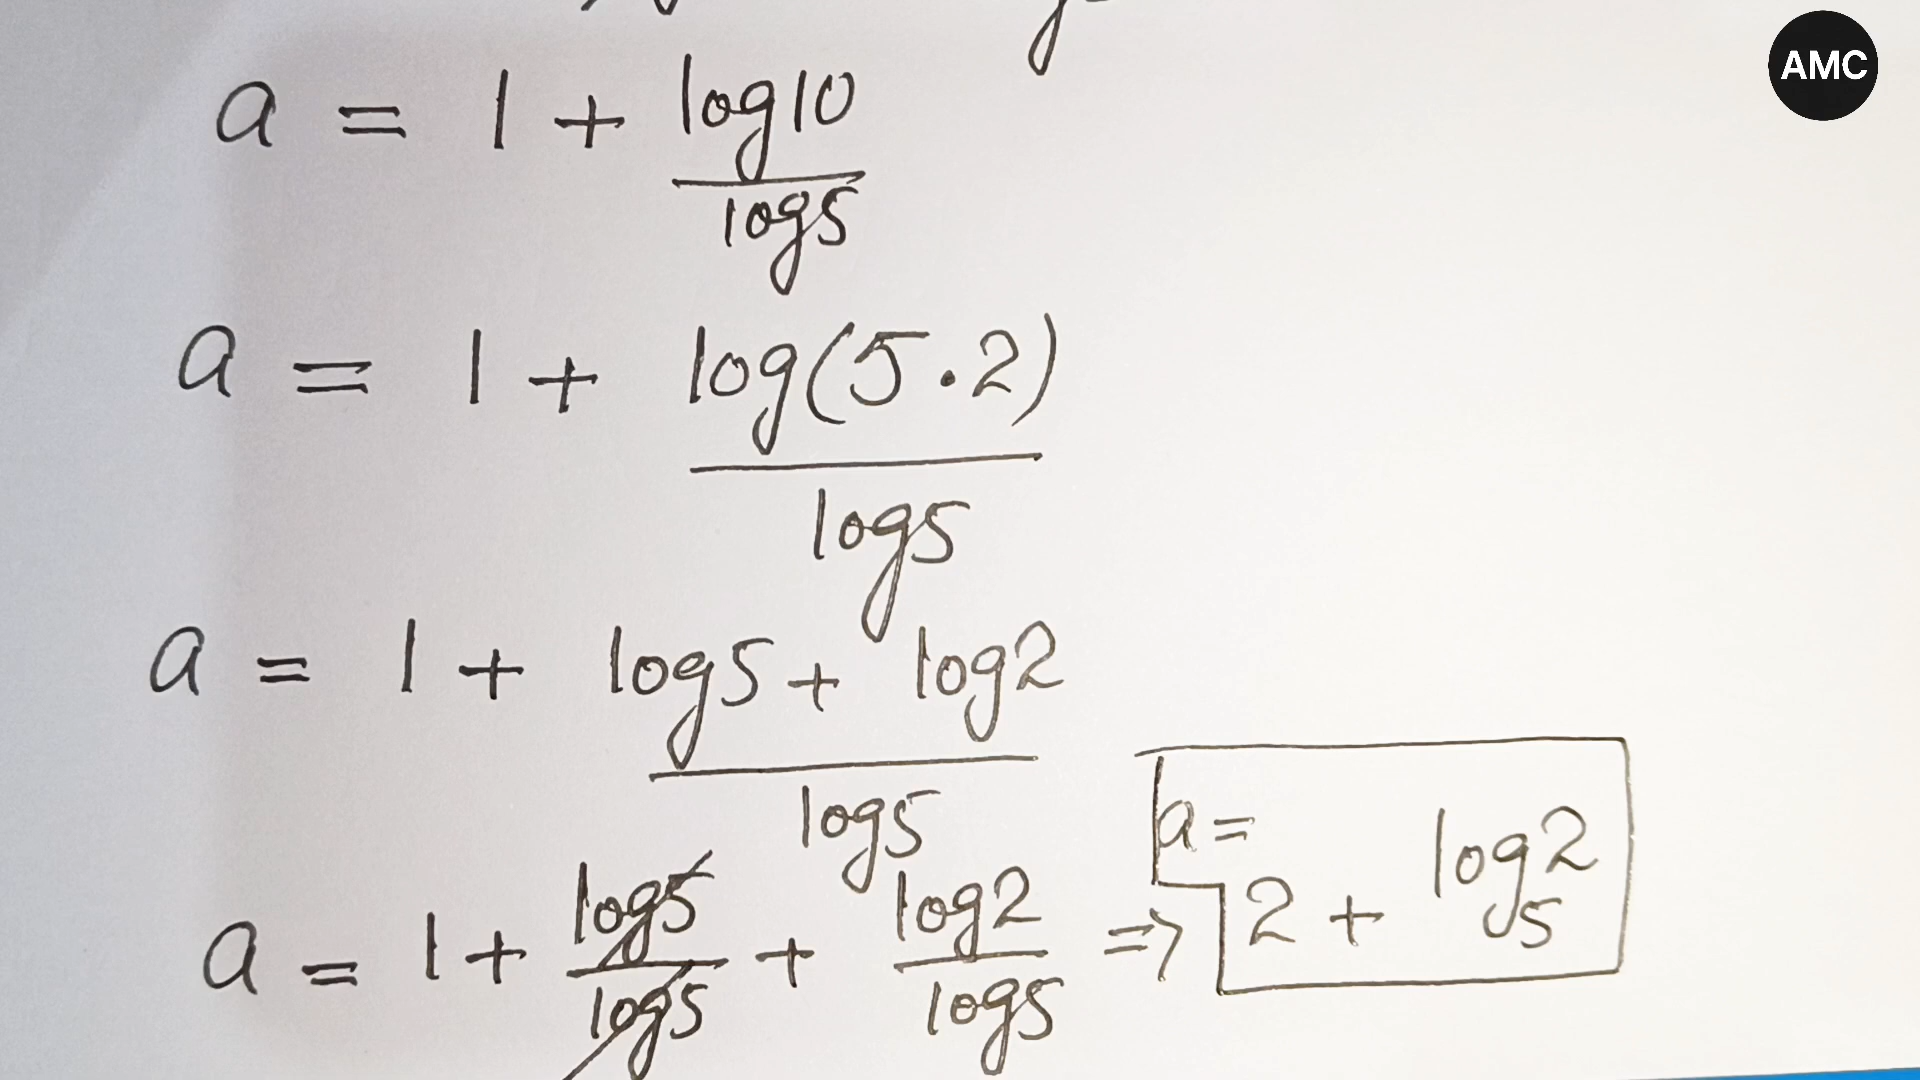 AMC
a = 1 + log10 / log5
a = 1 + log(5·2) / log5
a = 1 + log5 + log2 / log5
a = 1 + log5 / log5 + log2 / log5 ⇒
a =
2 + log₅2